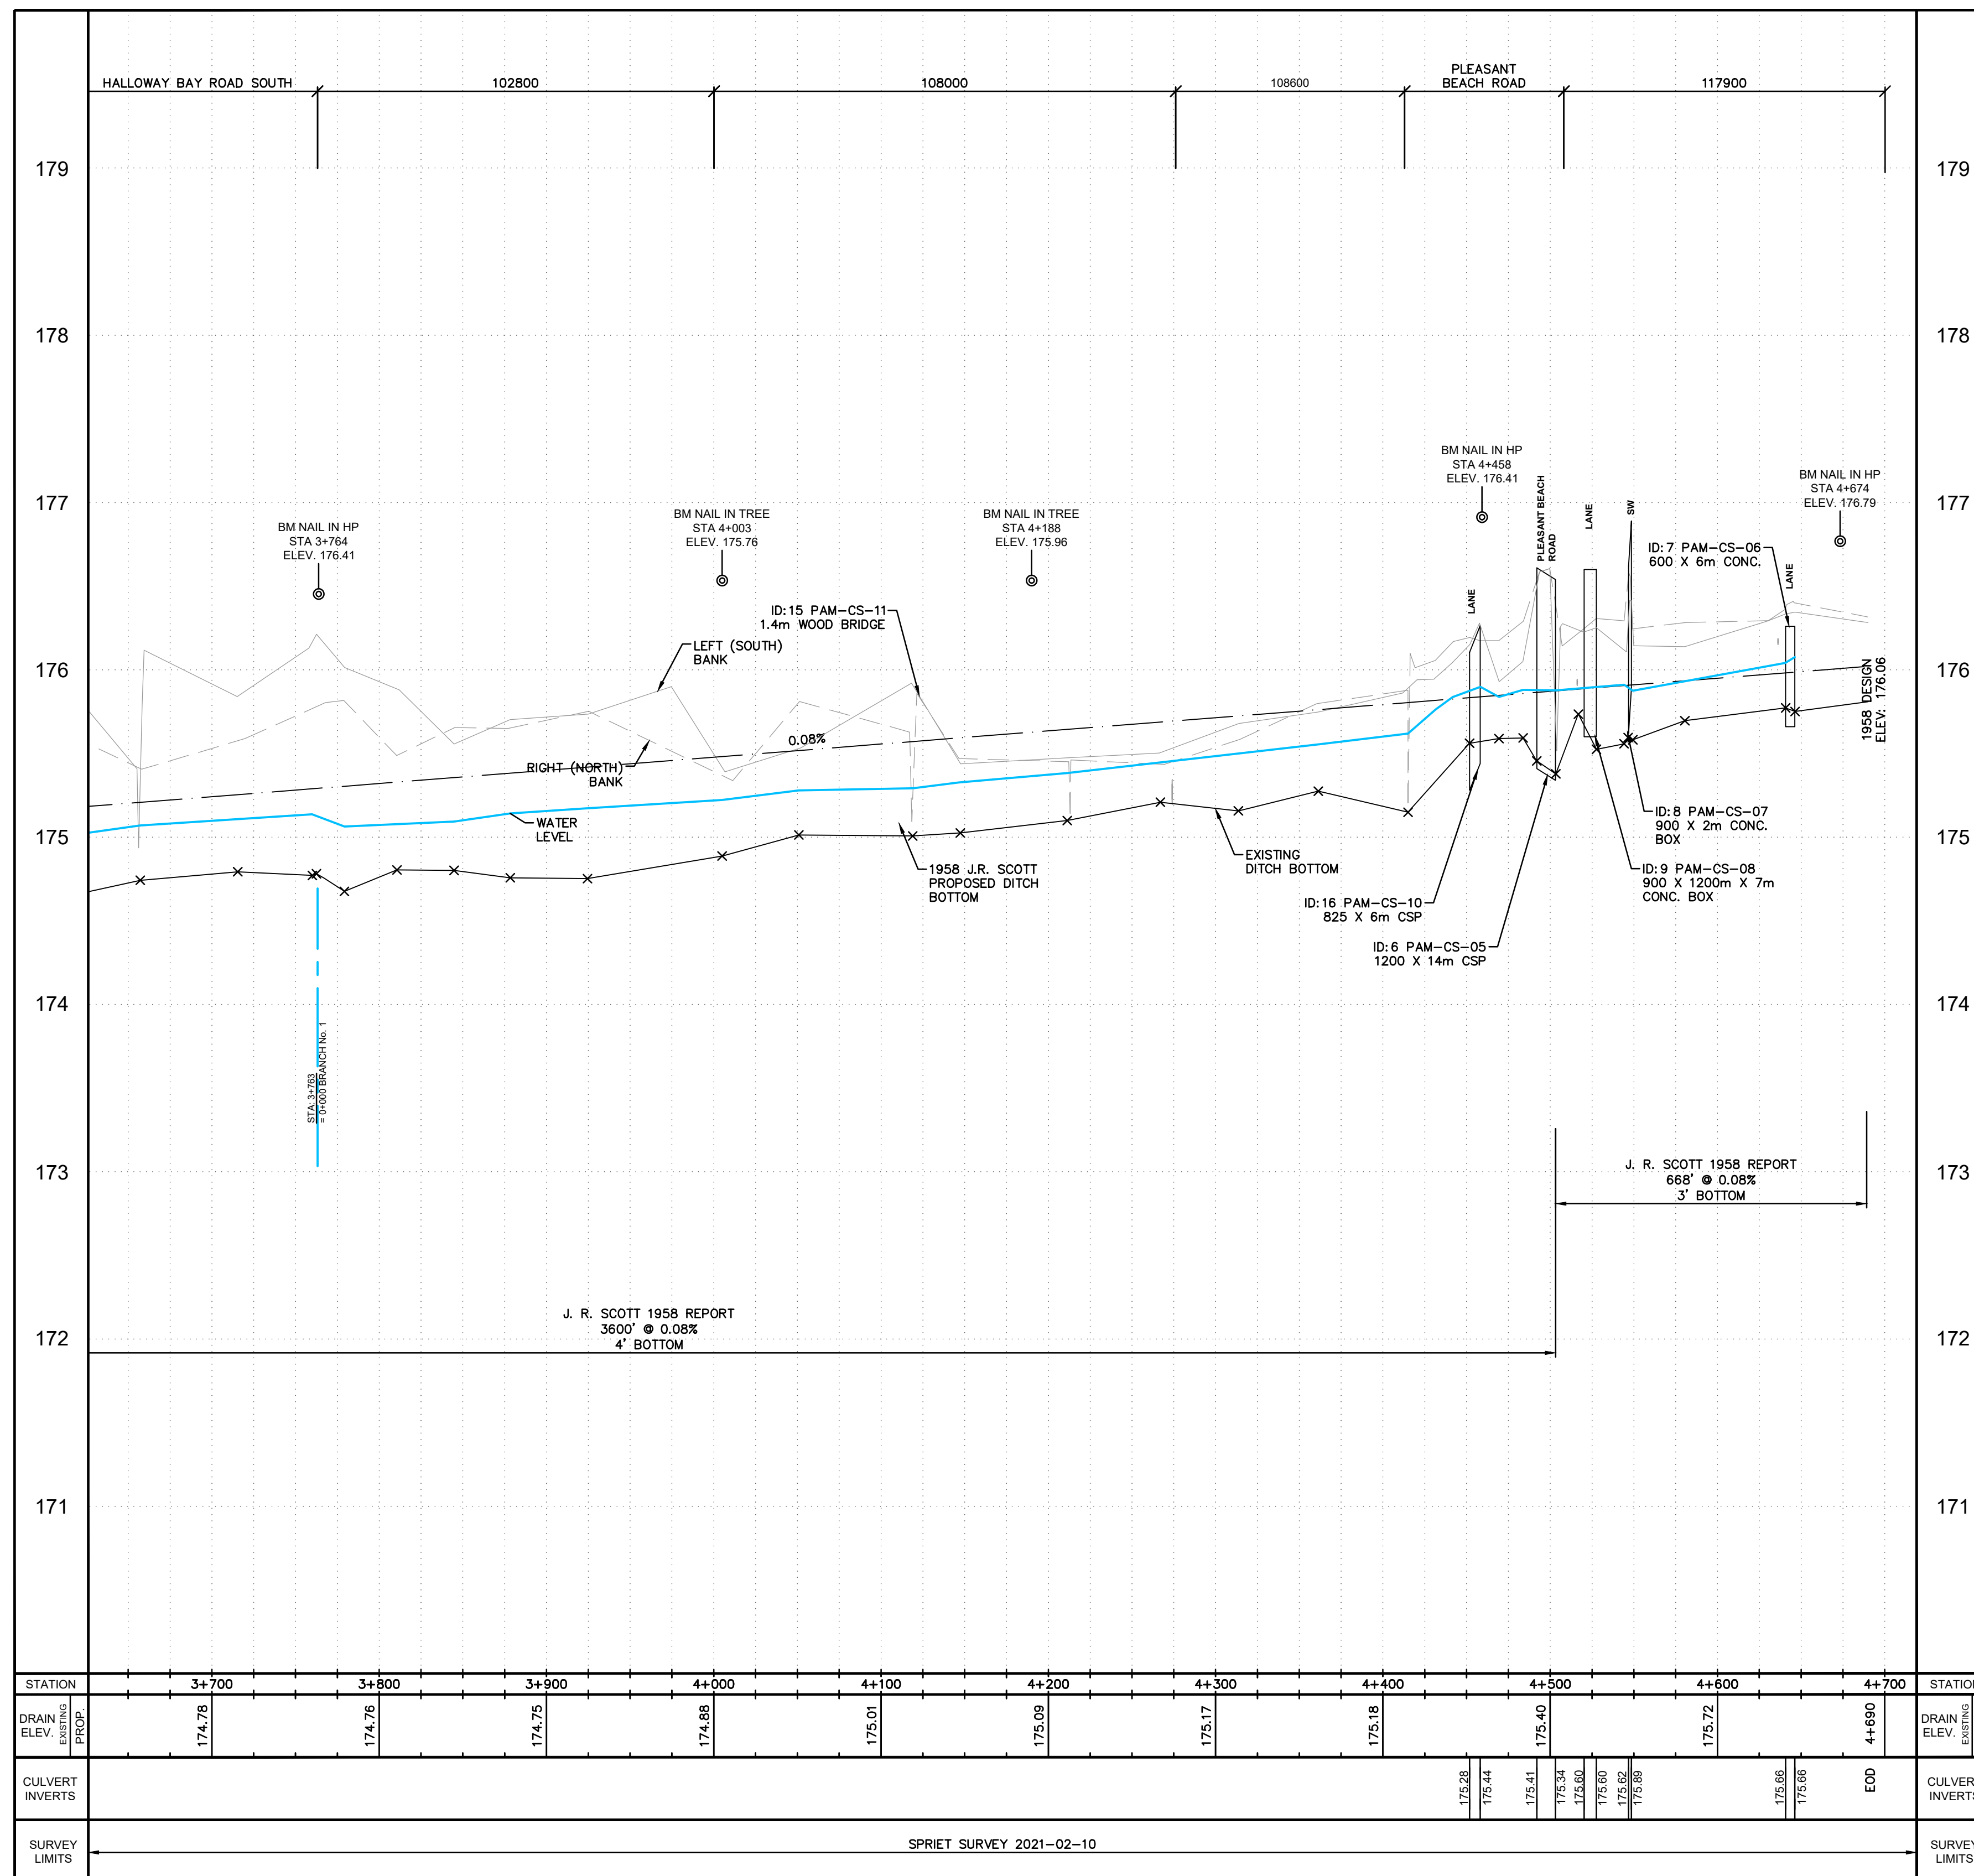 HALLOWAY BAY ROAD SOUTH
102800
108000
108600
PLEASANT
BEACH ROAD
117900
179
179
178
178
177
177
176
176
175
175
174
174
173
173
172
172
171
171
BM NAIL IN HP
STA 3+764
ELEV. 176.41
BM NAIL IN TREE
STA 4+003
ELEV. 175.76
BM NAIL IN TREE
STA 4+188
ELEV. 175.96
BM NAIL IN HP
STA 4+458
ELEV. 176.41
BM NAIL IN HP
STA 4+674
ELEV. 176.79
LANE
PLEASANT BEACH
ROAD
LANE
SW
LANE
ID:7 PAM-CS-06
600 X 6m CONC.
ID:15 PAM-CS-11
1.4m WOOD BRIDGE
LEFT (SOUTH)
BANK
RIGHT (NORTH)
BANK
0.08%
WATER
LEVEL
1958 J.R. SCOTT
PROPOSED DITCH
BOTTOM
EXISTING
DITCH BOTTOM
ID:8 PAM-CS-07
900 X 2m CONC.
BOX
ID:9 PAM-CS-08
900 X 1200m X 7m
CONC. BOX
ID:16 PAM-CS-10
825 X 6m CSP
ID:6 PAM-CS-05
1200 X 14m CSP
1958 DESIGN
ELEV: 176.06
STA: 3+763
= 0+000 BRANCH No. 1
J. R. SCOTT 1958 REPORT
668' @ 0.08%
3' BOTTOM
J. R. SCOTT 1958 REPORT
3600' @ 0.08%
4' BOTTOM
STATION
3+700
3+800
3+900
4+000
4+100
4+200
4+300
4+400
4+500
4+600
4+700
STATION
DRAIN
ELEV.
EXISTING
PROP.
174.78
174.76
174.75
174.88
175.01
175.09
175.17
175.18
175.40
175.72
4+690
DRAIN
ELEV.
EXISTING
CULVERT
INVERTS
175.28
175.44
175.41
175.34
175.60
175.60
175.62
175.89
175.66
175.66
EOD
CULVER
INVERTS
SURVEY
LIMITS
SPRIET SURVEY 2021-02-10
SURVEY
LIMITS